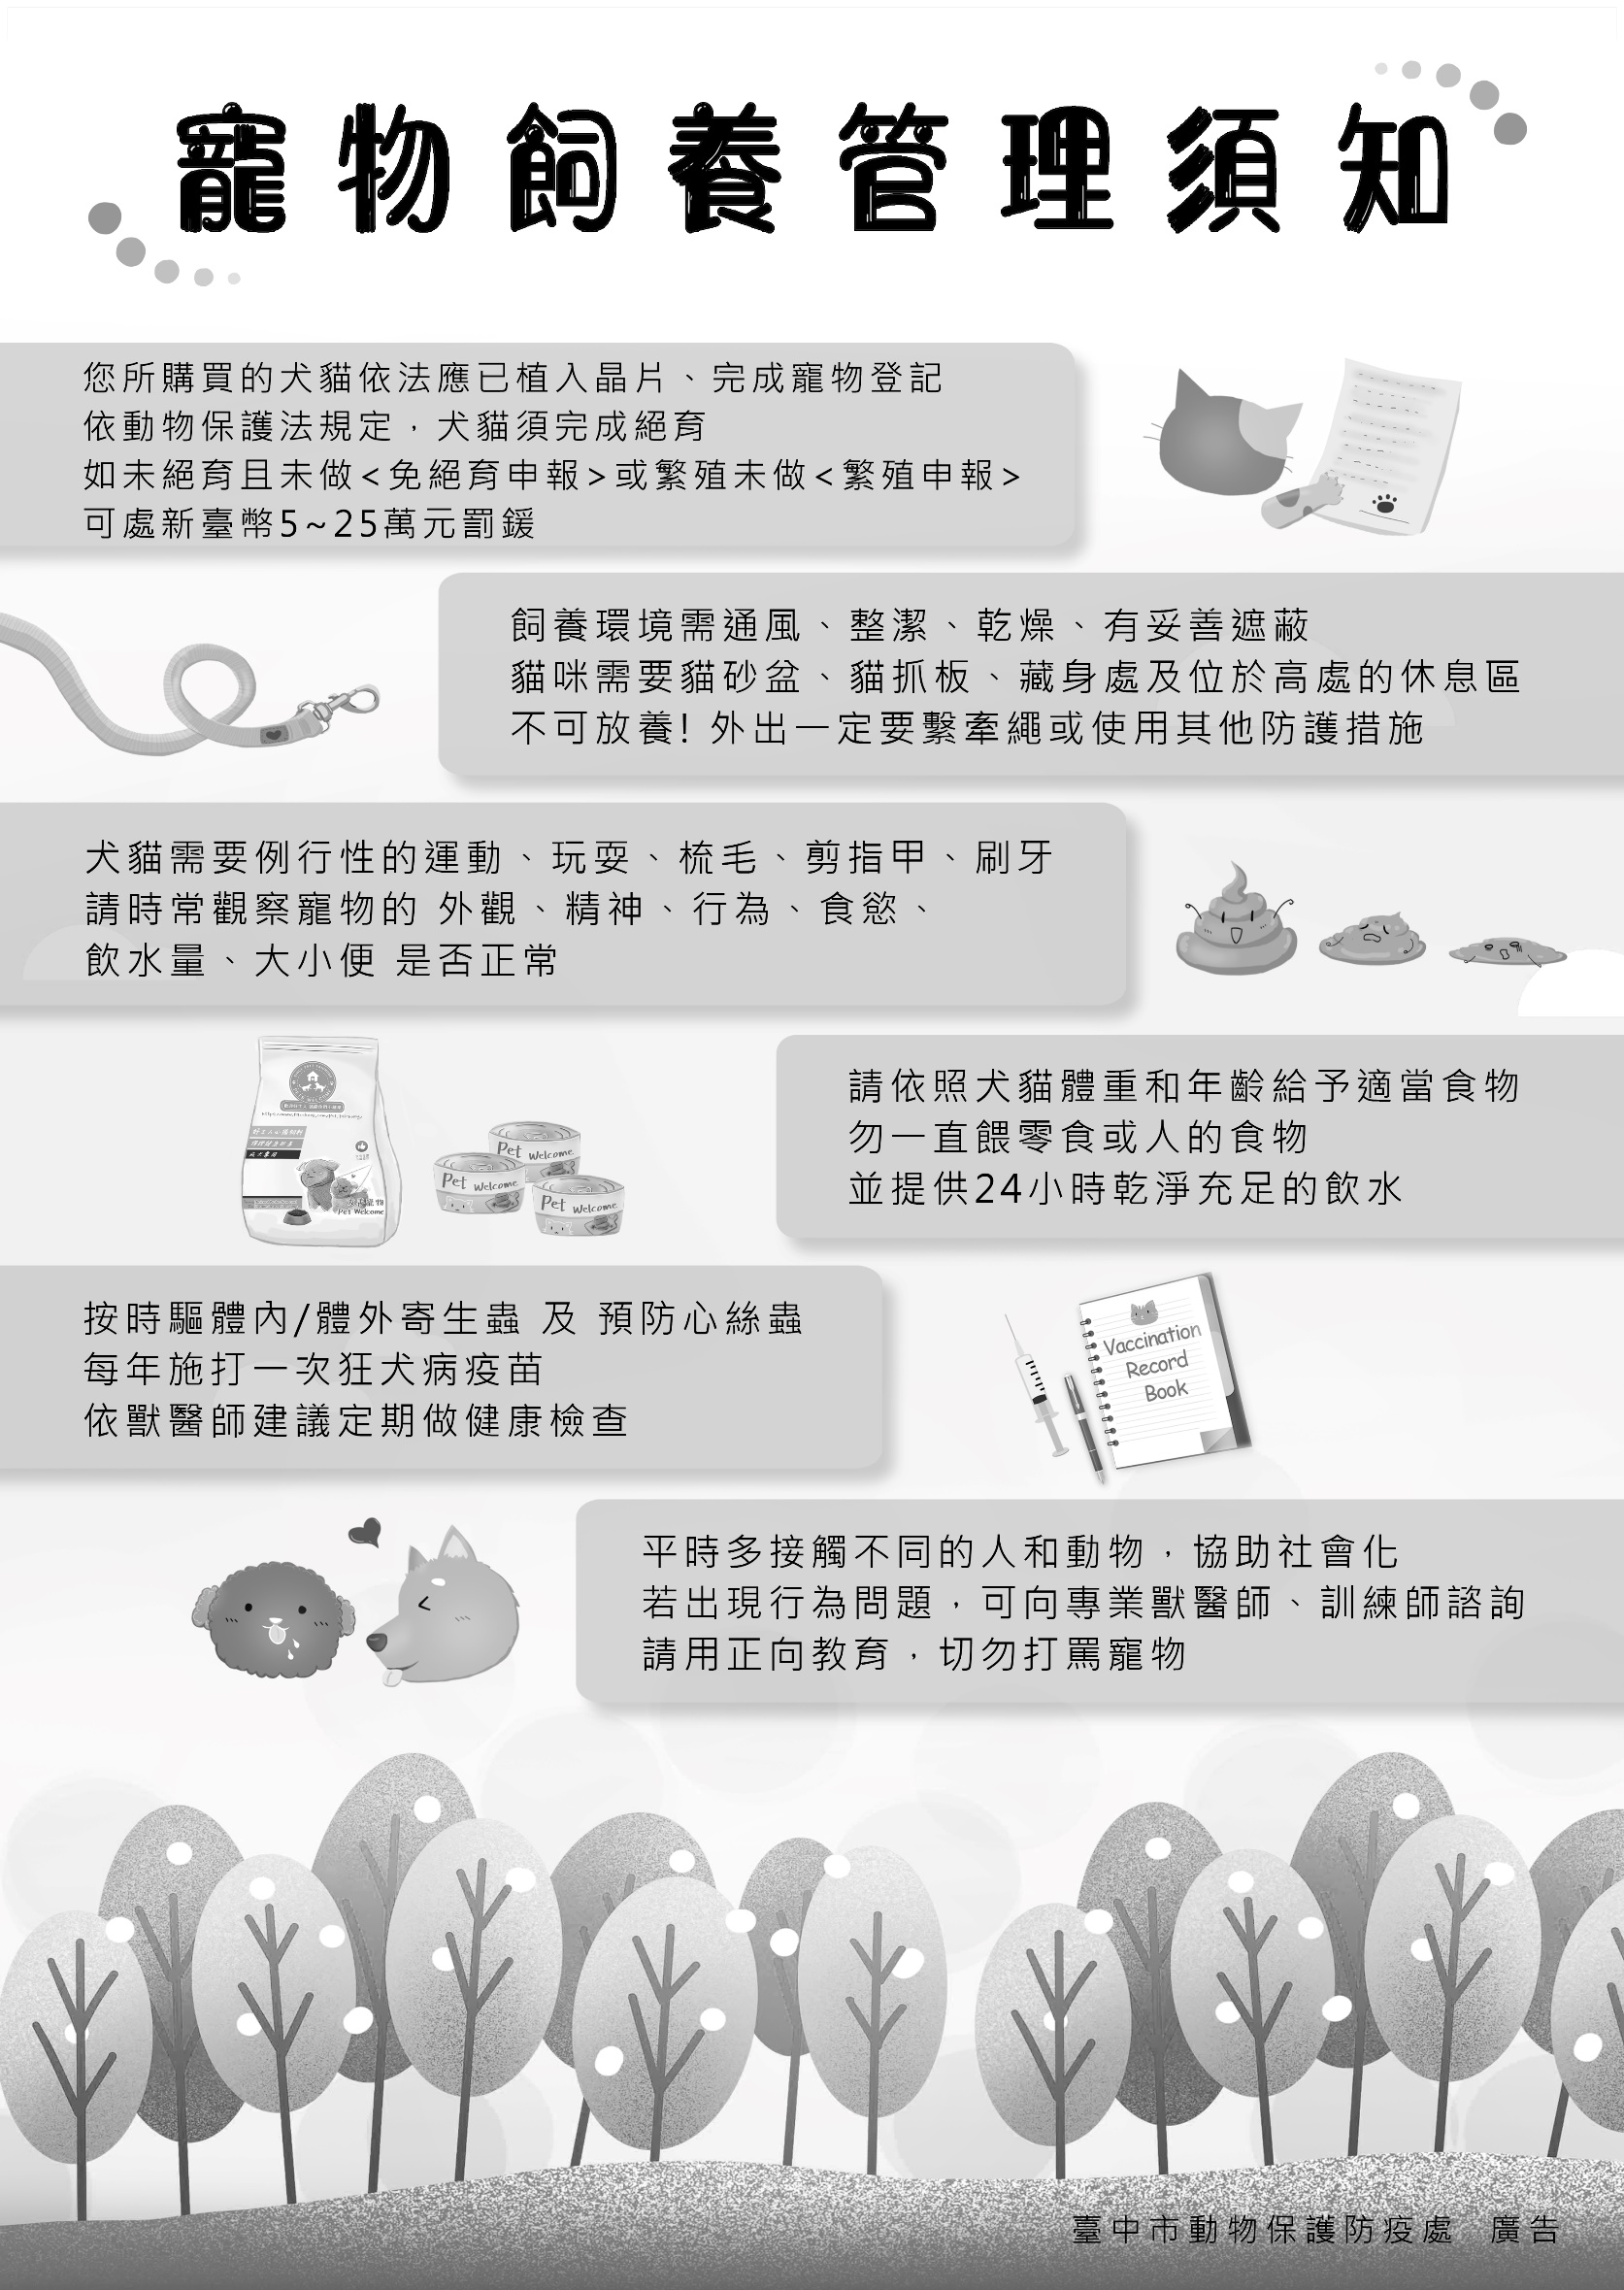 寵物飼養管理須知
您所購買的犬貓依法應已植入晶片、完成寵物登記
依動物保護法規定，犬貓須完成絕育
如未絕育且未做<免絕育申報>或繁殖未做<繁殖申報>
可處新臺幣5~25萬元罰鍰
飼養環境需通風、整潔、乾燥、有妥善遮蔽
貓咪需要貓砂盆、貓抓板、藏身處及位於高處的休息區
不可放養! 外出一定要繫牽繩或使用其他防護措施
犬貓需要例行性的運動、玩耍、梳毛、剪指甲、刷牙
請時常觀察寵物的 外觀、精神、行為、食慾、
飲水量、大小便 是否正常
Pet Welcome
Pet Welcome
Pet Welcome
Pet Welcome
請依照犬貓體重和年齡給予適當食物
勿一直餵零食或人的食物
並提供24小時乾淨充足的飲水
按時驅體內/體外寄生蟲 及 預防心絲蟲
每年施打一次狂犬病疫苗
依獸醫師建議定期做健康檢查
Vaccination
Record
Book
平時多接觸不同的人和動物，協助社會化
若出現行為問題，可向專業獸醫師、訓練師諮詢
請用正向教育，切勿打罵寵物
臺中市動物保護防疫處 廣告